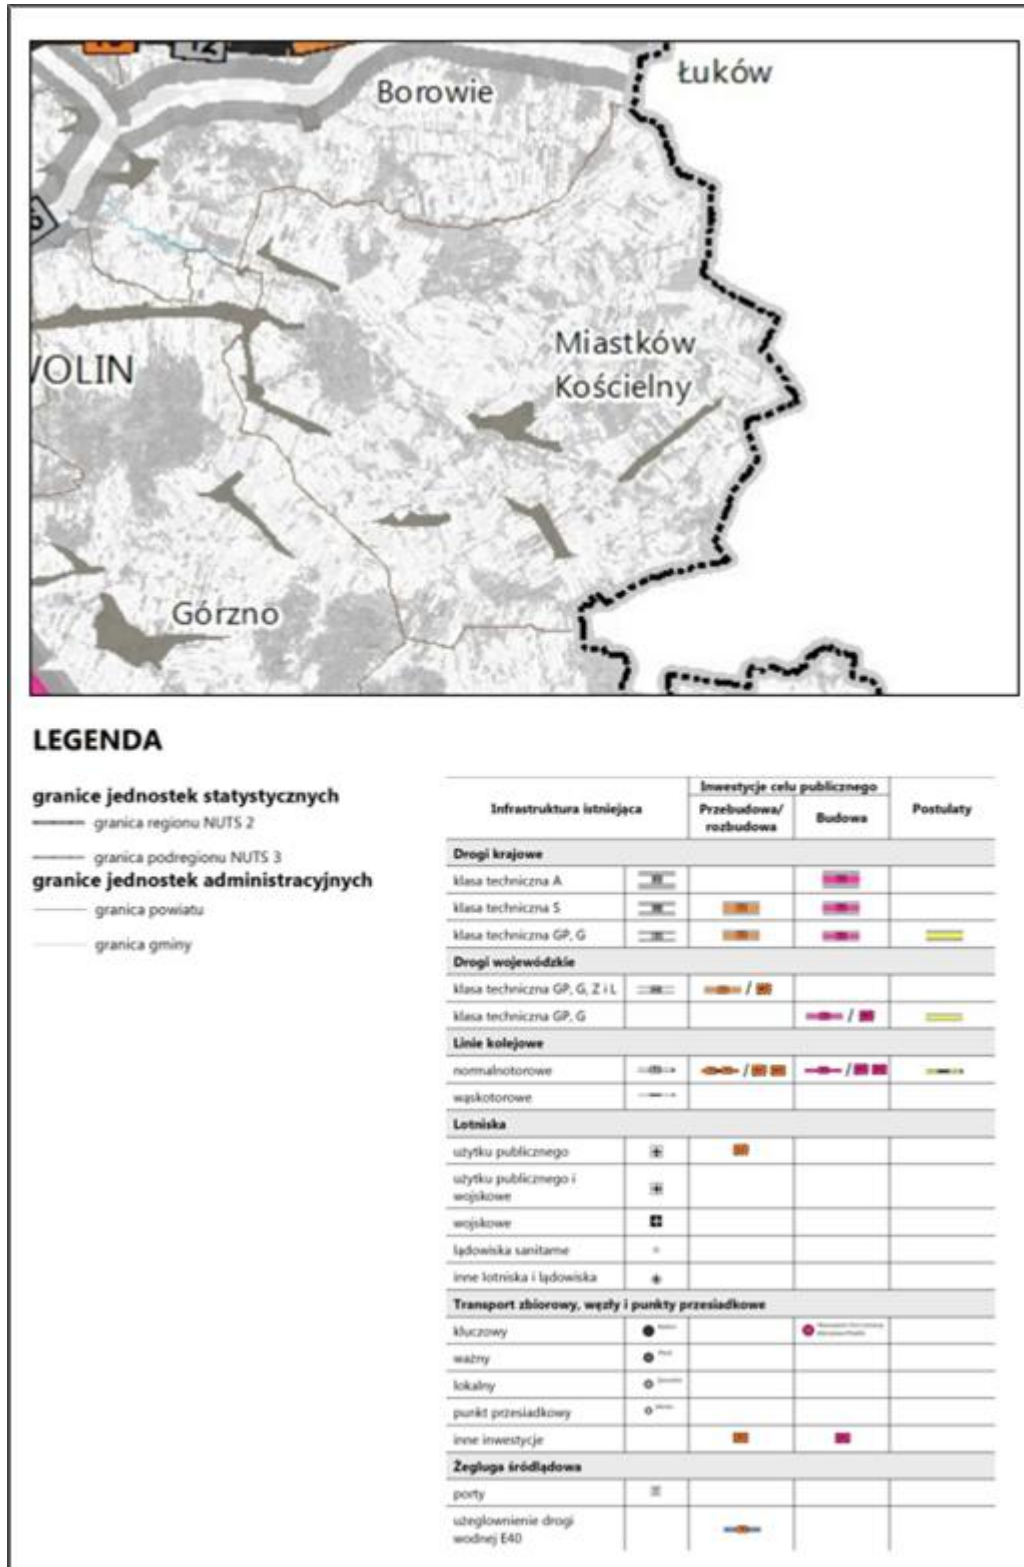 12
Łuków
Borowie
Miastków
Kościelny
WOLIN
Górzno
LEGENDA
granice jednostek statystycznych
granica regionu NUTS 2
granica podregionu NUTS 3
granice jednostek administracyjnych
granica powiatu
granica gminy
Infrastruktura istniejąca
Inwestycje celu publicznego
Przebudowa/
rozbudowa
Budowa
Postulaty
Drogi krajowe
klasa techniczna A
klasa techniczna S
klasa techniczna GP, G
Drogi wojewódzkie
klasa techniczna GP, G, Z i L
/
klasa techniczna GP, G
/
Linie kolejowe
normalnotorowe
/
/
wąskotorowe
Lotniska
użytku publicznego
użytku publicznego i
wojskowe
wojskowe
lądowiska sanitarne
inne lotniska i lądowiska
Transport zbiorowy, węzły i punkty przesiadkowe
kluczowy
ważny
lokalny
punkt przesiadkowy
inne inwestycje
Żegluga śródlądowa
porty
użeglownienie drogi
wodnej E40